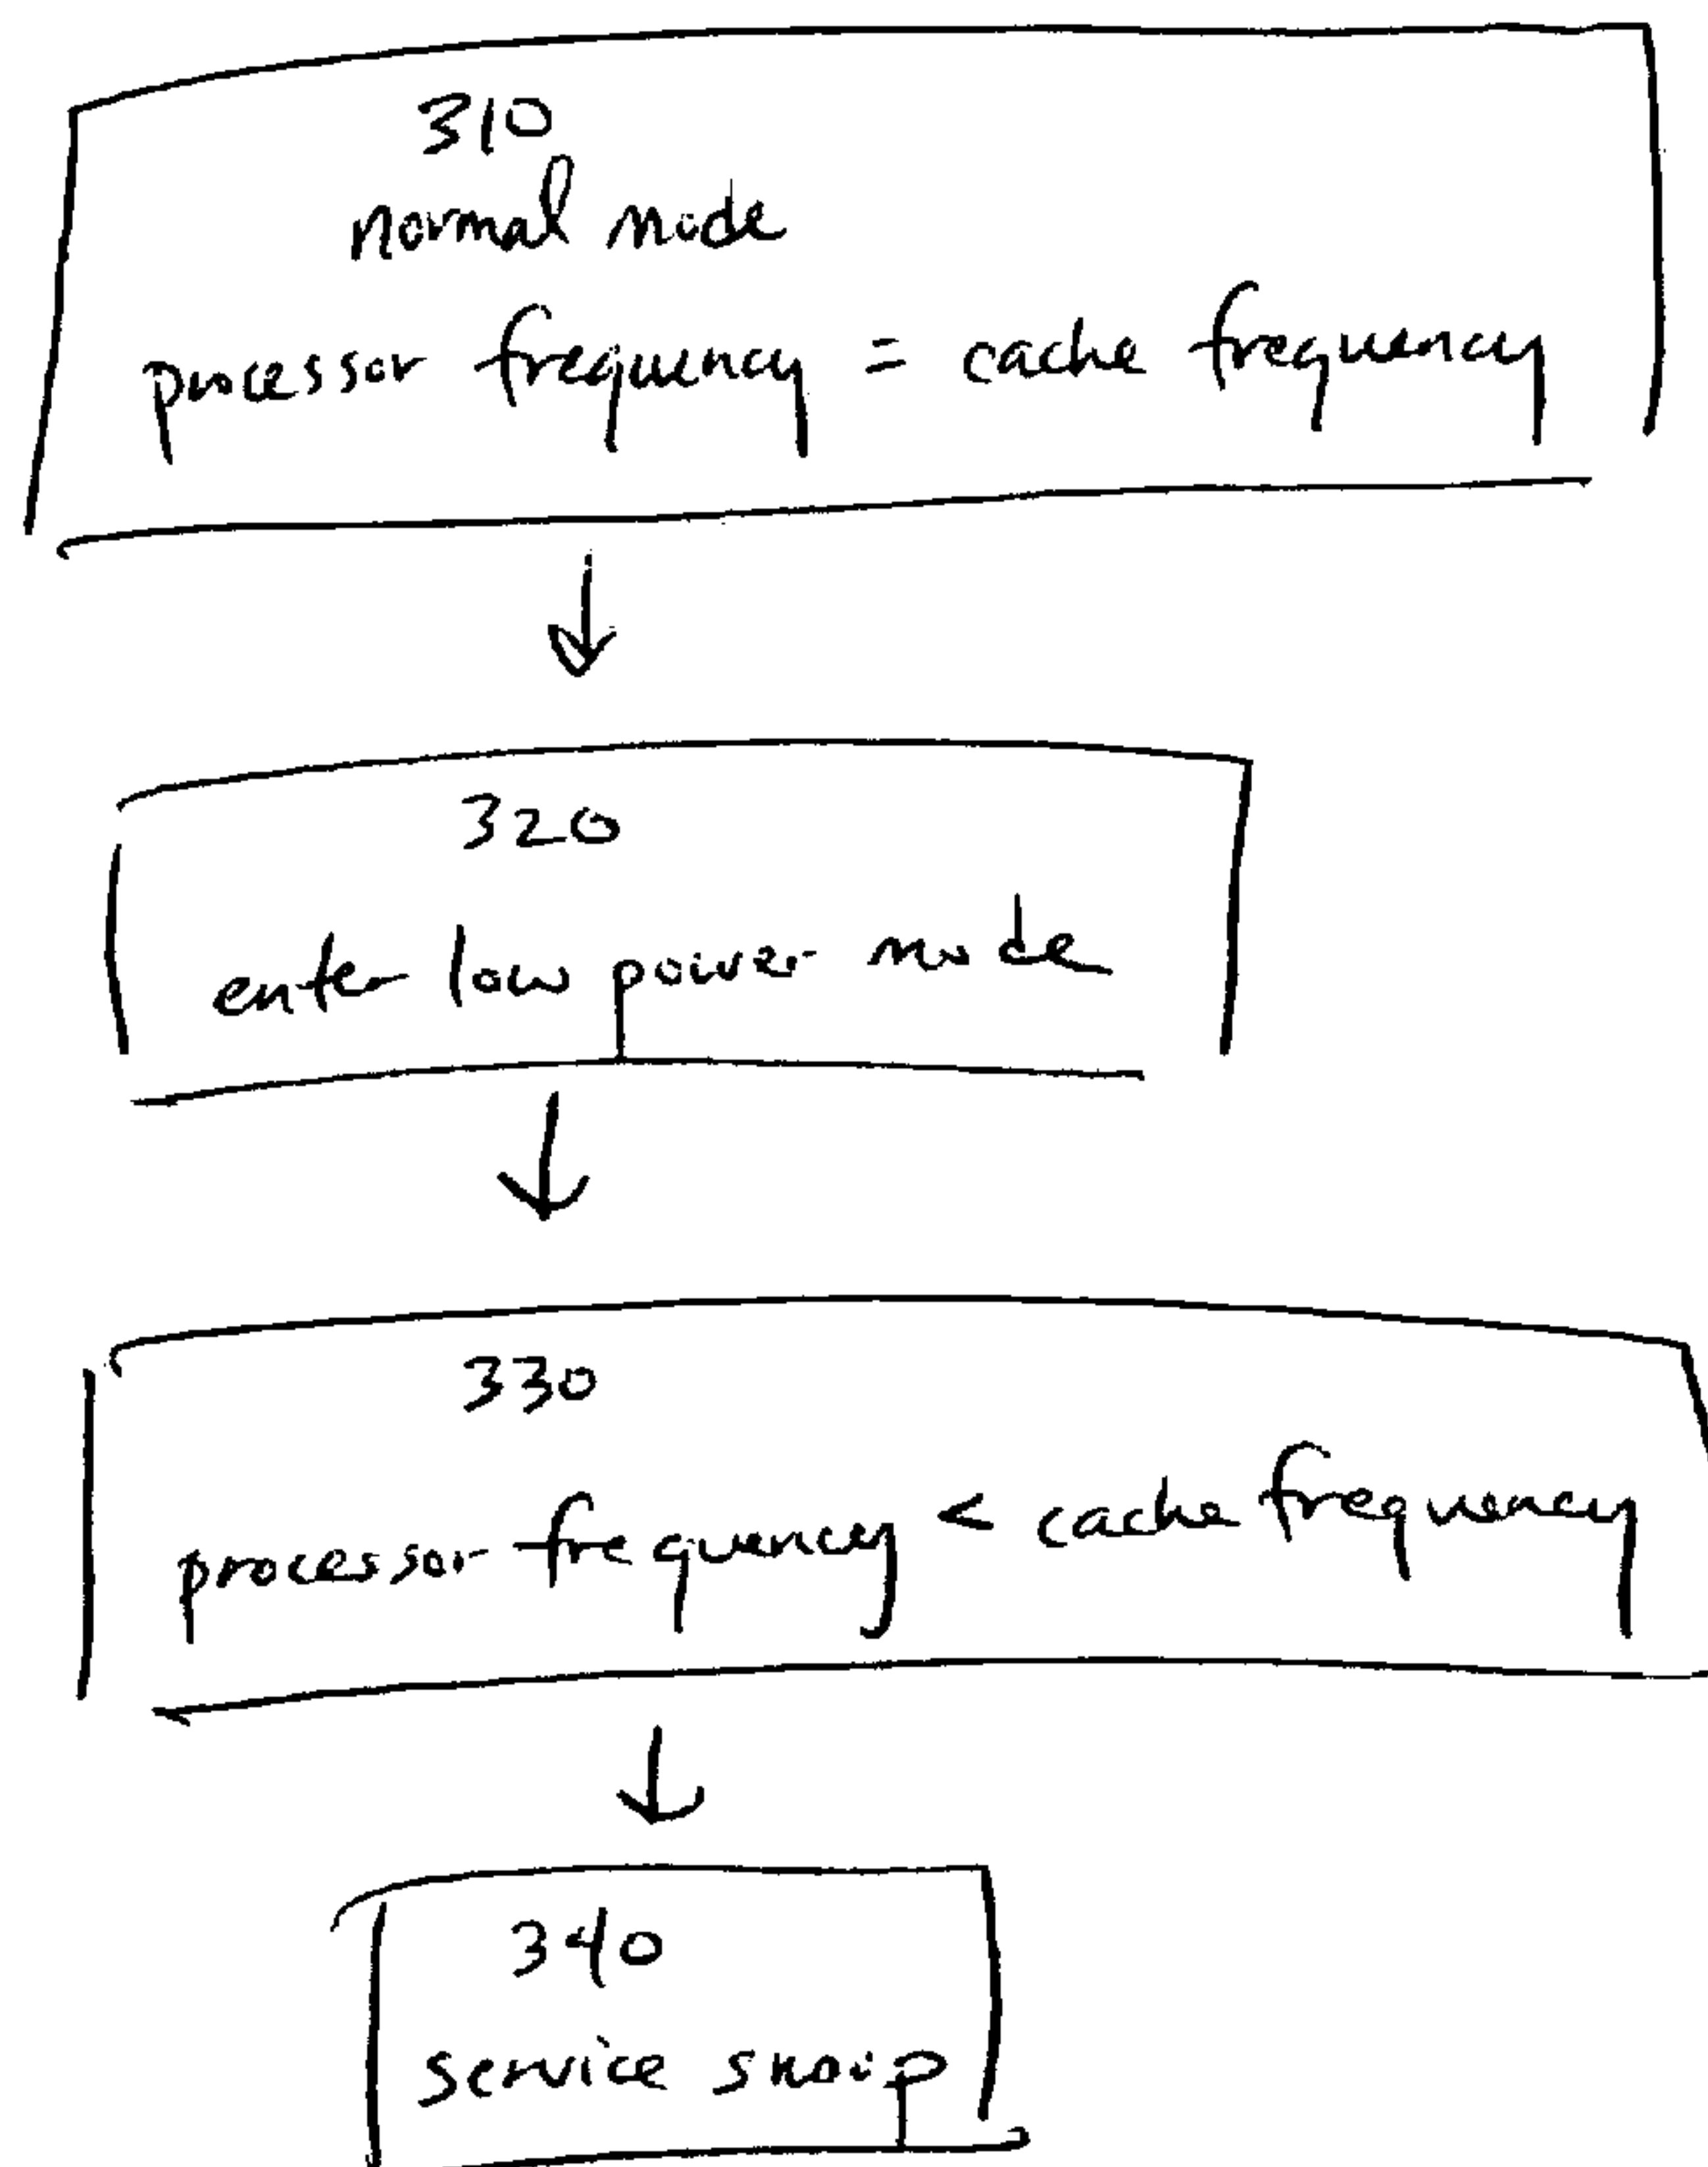 310
normal mode
processor frequency = cache frequency
320
enter low power mode
330
processor frequency < cache frequency
340
service snoop